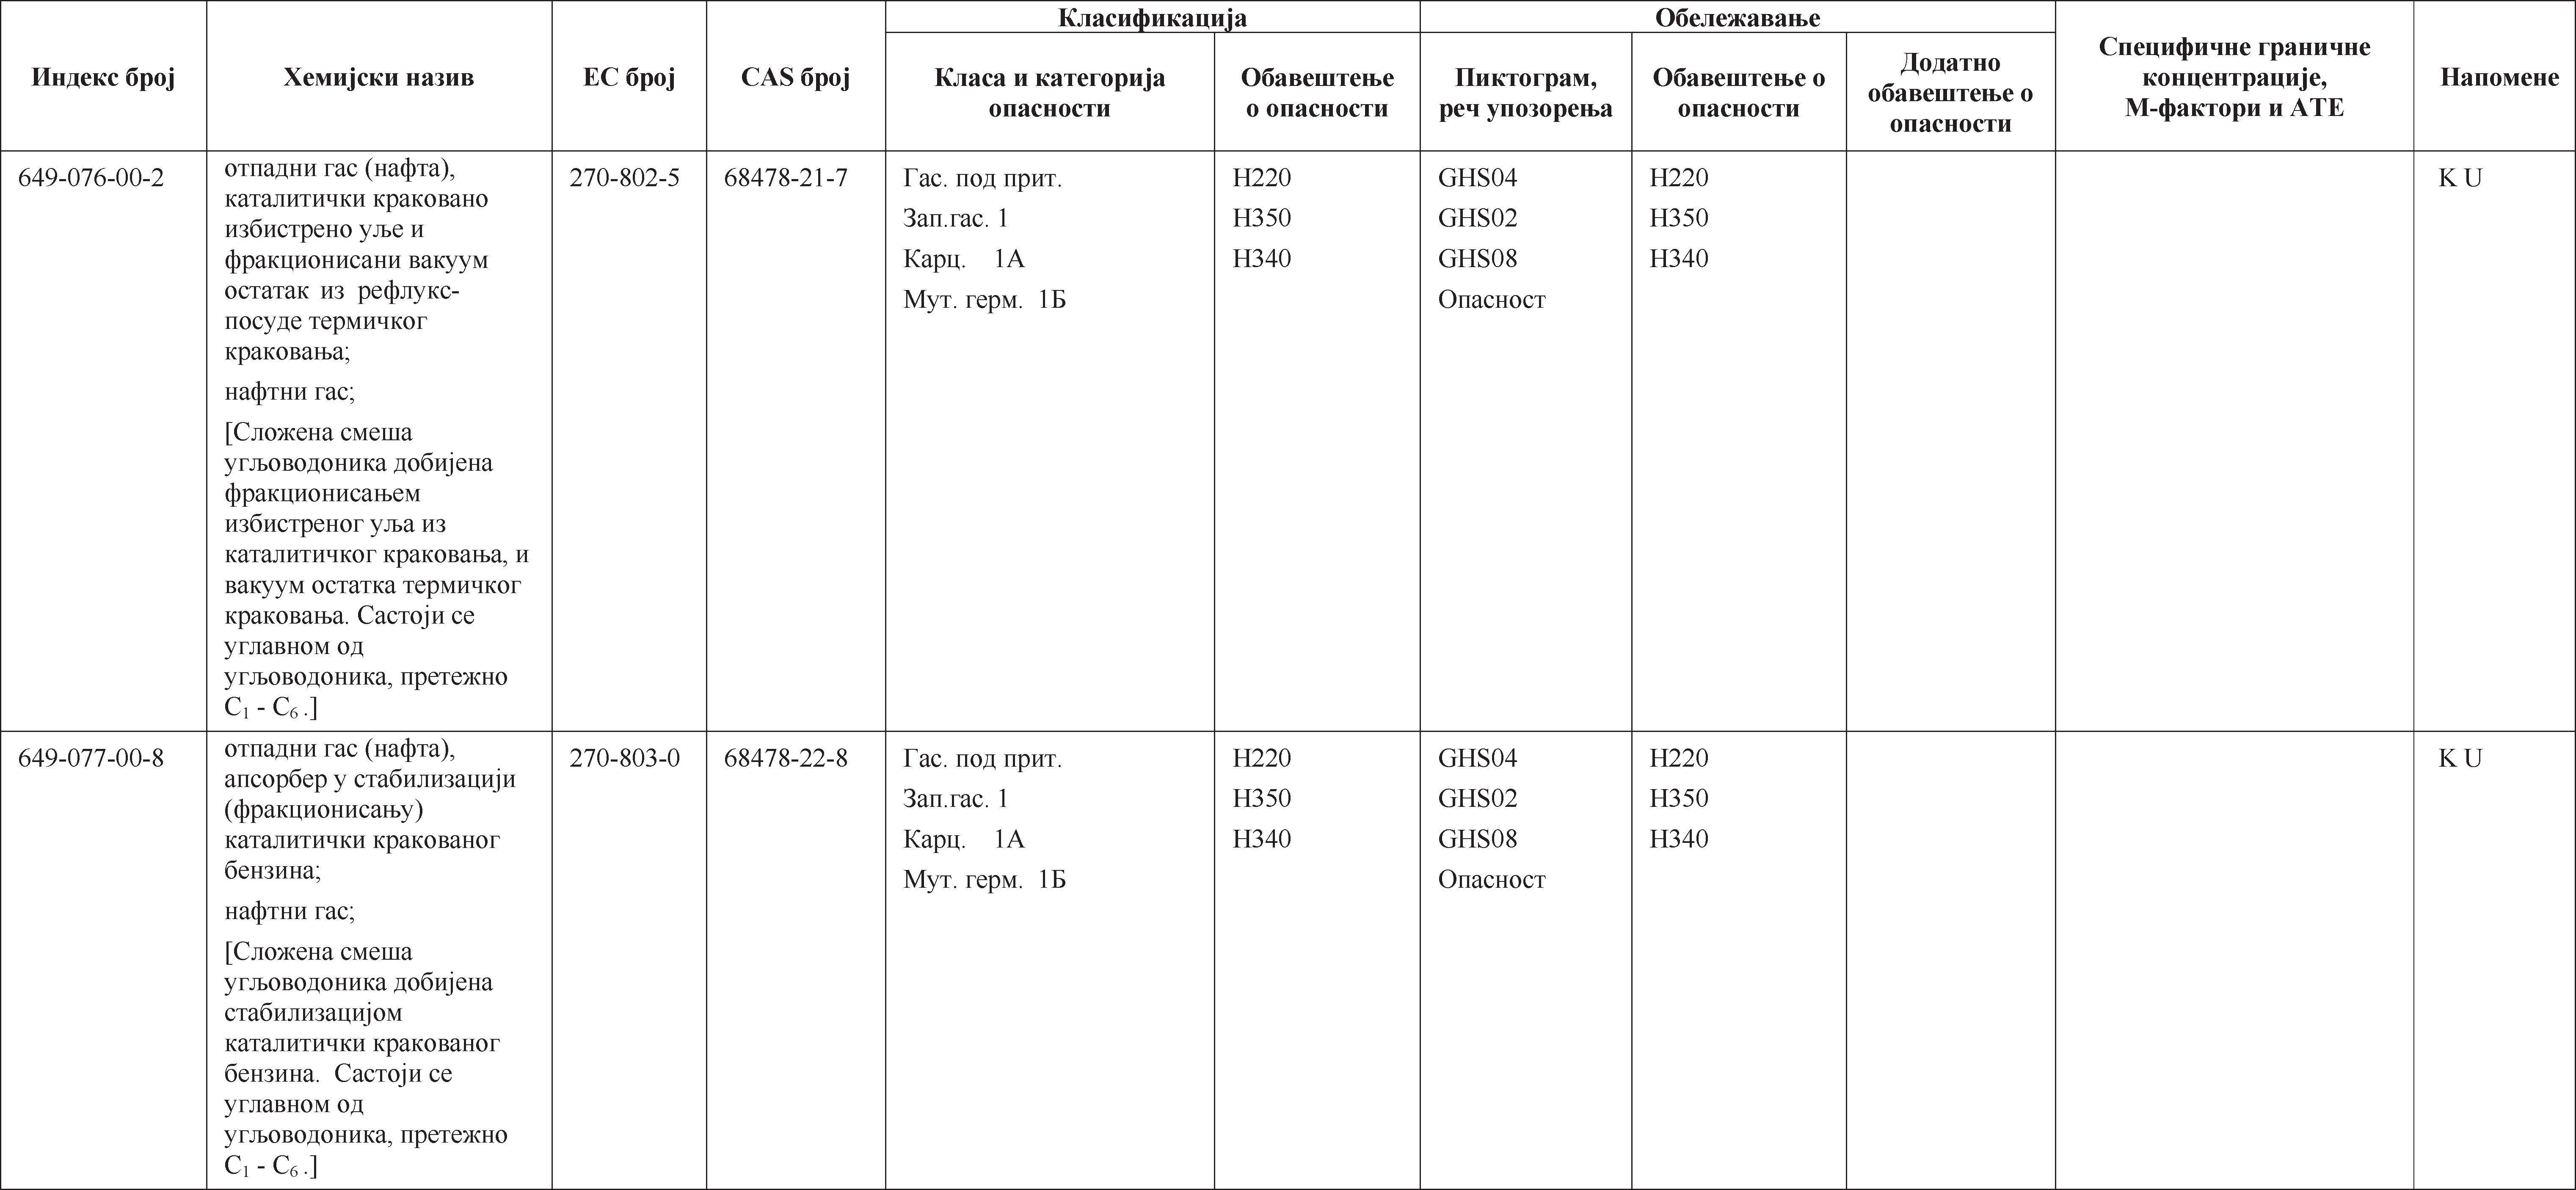 Индекс број
Хемијски назив
ЕС број
CAS број
Класификација
Класа и категорија
опасности
Обавештење
о опасности
Обележавање
Пиктограм,
реч упозорења
Обавештење о
опасности
Додатно
обавештење о
опасности
Специфичне граничне
концентрације,
М-фактори и АТЕ
Напомене
649-076-00-2
отпадни гас (нафта),
каталитички краковано
избистрено уље и
фракционисани вакуум
остатак из рефлукс-
посуде термичког
краковања;
нафтни гас;
[Сложена смеша
угљоводоника добијена
фракционисањем
избистреног уља из
каталитичког краковања, и
вакуум остатка термичког
краковања. Састоји се
углавном од
угљоводоника, претежно
C₁ - C₆ .]
270-802-5
68478-21-7
Гас. под прит.
Зап.гас. 1
Карц. 1А
Мут. герм. 1Б
H220
H350
H340
GHS04
GHS02
GHS08
Опасност
H220
H350
H340
K U
649-077-00-8
отпадни гас (нафта),
апсорбер у стабилизацији
(фракционисању)
каталитички кракованог
бензина;
нафтни гас;
[Сложена смеша
угљоводоника добијена
стабилизацијом
каталитички кракованог
бензина. Састоји се
углавном од
угљоводоника, претежно
C₁ - C₆ .]
270-803-0
68478-22-8
Гас. под прит.
Зап.гас. 1
Карц. 1А
Мут. герм. 1Б
H220
H350
H340
GHS04
GHS02
GHS08
Опасност
H220
H350
H340
K U